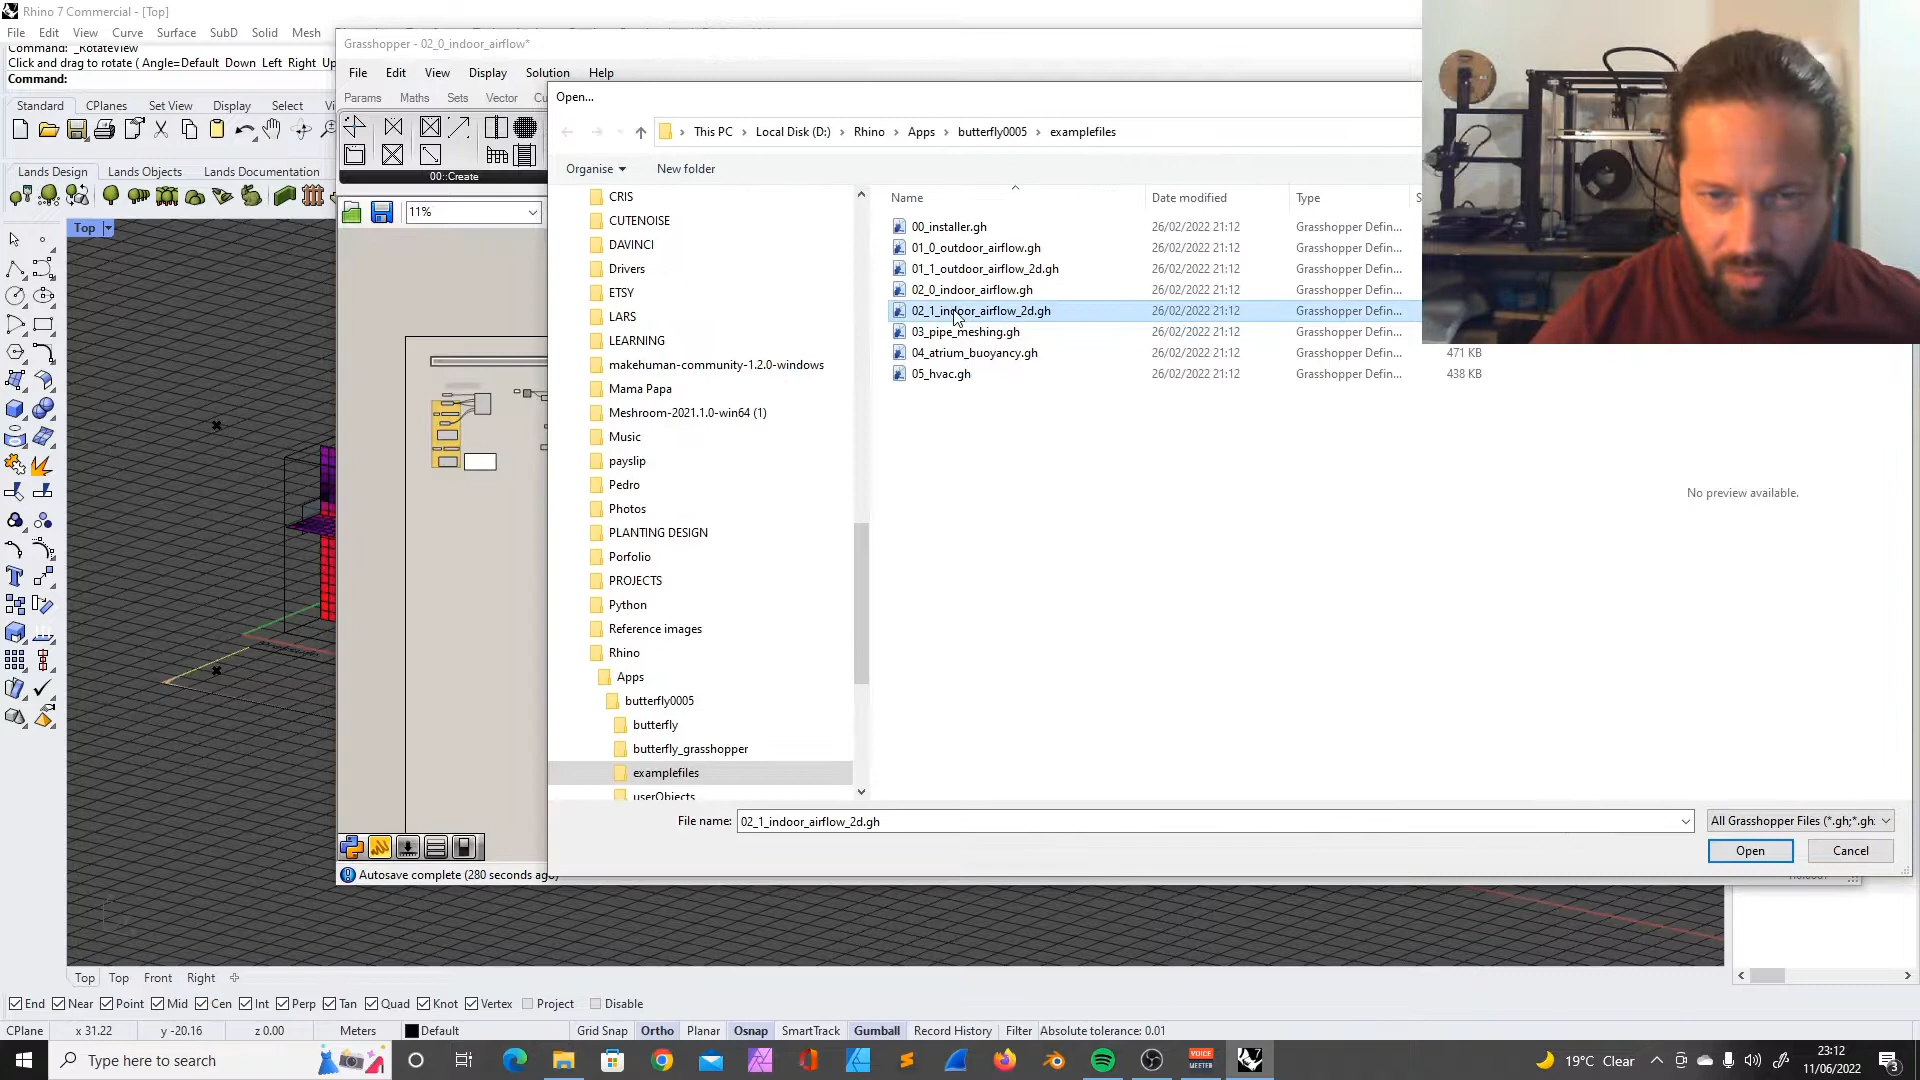 Rhino 7 Commercial - [Top]
File Edit View Curve Surface SubD Solid Mesh
Command: _RotateView
Click and drag to rotate ( Angle=Default Down Left Right Up
Command:
Standard CPlanes Set View Display Select
Lands Design Lands Objects Lands Documentation
Top
Grasshopper - 02_0_indoor_airflow*
File Edit View Display Solution Help
Params Maths Sets Vector
00::Create
11%
Autosave complete (280 seconds ago)
Open...
This PC Local Disk (D:) Rhino Apps butterfly0005 examplefiles
Organise New folder
CRIS
CUTENOISE
DAVINCI
Drivers
ETSY
LARS
LEARNING
makehuman-community-1.2.0-windows
Mama Papa
Meshroom-2021.1.0-win64 (1)
Music
payslip
Pedro
Photos
PLANTING DESIGN
Porfolio
PROJECTS
Python
Reference images
Rhino
Apps
butterfly0005
butterfly
butterfly_grasshopper
examplefiles
userObjects
Name Date modified Type
00_installer.gh 26/02/2022 21:12 Grasshopper Defin...
01_0_outdoor_airflow.gh 26/02/2022 21:12 Grasshopper Defin...
01_1_outdoor_airflow_2d.gh 26/02/2022 21:12 Grasshopper Defin...
02_0_indoor_airflow.gh 26/02/2022 21:12 Grasshopper Defin...
02_1_indoor_airflow_2d.gh 26/02/2022 21:12 Grasshopper Defin...
03_pipe_meshing.gh 26/02/2022 21:12 Grasshopper Defin...
04_atrium_buoyancy.gh 26/02/2022 21:12 Grasshopper Defin... 471 KB
05_hvac.gh 26/02/2022 21:12 Grasshopper Defin... 438 KB
No preview available.
File name: 02_1_indoor_airflow_2d.gh All Grasshopper Files (*.gh;*.gh
Open Cancel
Top Top Front Right
End Near Point Mid Cen Int Perp Tan Quad Knot Vertex Project Disable
CPlane x 31.22 y -20.16 z 0.00 Meters Default Grid Snap Ortho Planar Osnap SmartTrack Gumball Record History Filter Absolute tolerance: 0.01
Type here to search
VOICE
MEETER
19°C Clear
23:12
11/06/2022
3